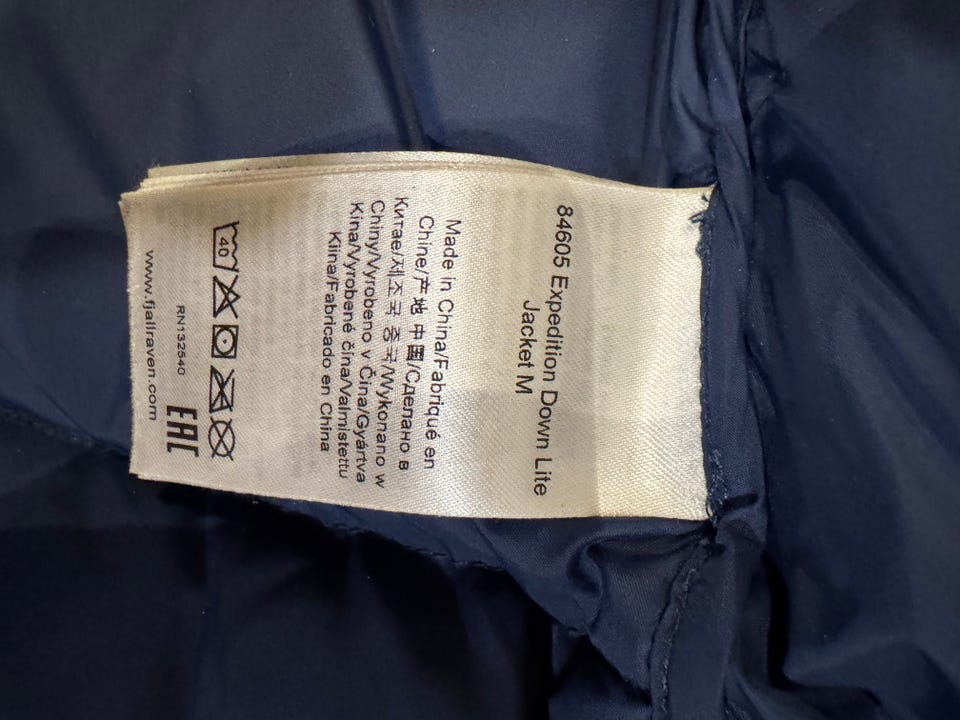 84605 Expedition Down Lite
Jacket M
Made in China/Fabriqué en
Chine/产地 中国/Сделано в
Китае/제조국 중국/Wykonano w
Chiny/Vyrobeno v Čina/Gyártva
Kína/Vyrobené čína/Valmistettu
Kiina/Fabricado en China
40
RN132540
EAC
www.fjallraven.com